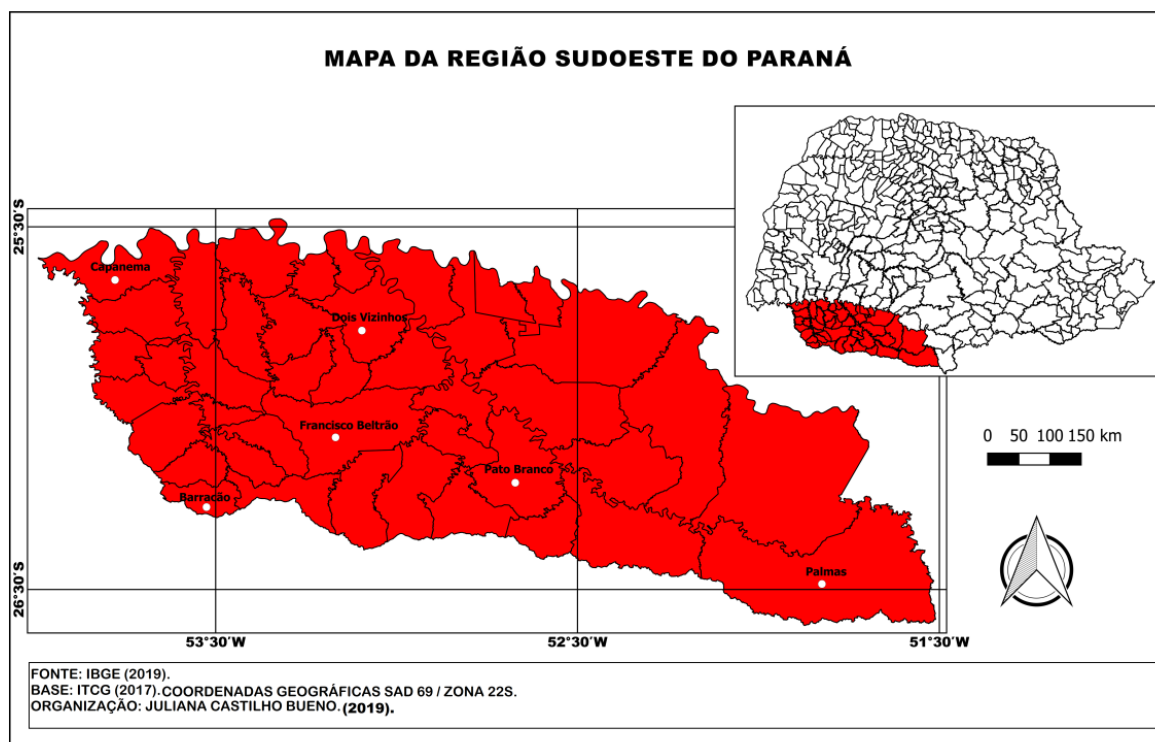 MAPA DA REGIÃO SUDOESTE DO PARANÁ
25°30'S
Capanema
Dois Vizinhos
Francisco Beltrão
0 50 100 150 km
Pato Branco
Barracão
Palmas
26°30'S
53°30'W 52°30'W 51°30'W
FONTE: IBGE (2019).
BASE: ITCG (2017). COORDENADAS GEOGRÁFICAS SAD 69 / ZONA 22S.
ORGANIZAÇÃO: JULIANA CASTILHO BUENO. (2019).